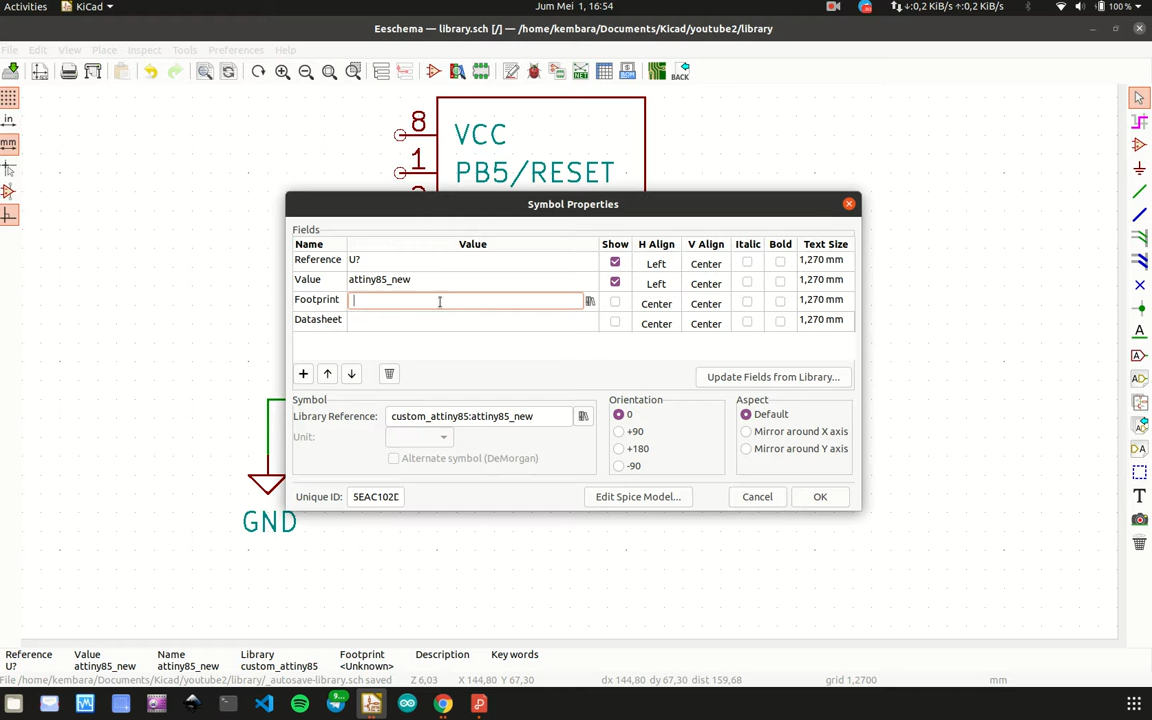 Activities KiCad Jum Mei 1, 16:54 ↑↓:0,2 KiB/s ↑:0,2 KiB/s 100 %
Eeschema — library.sch [/] — /home/kembara/Documents/Kicad/youtube2/library
File Edit View Place Inspect Tools Preferences Help
NET BOM BACK
in
mm
8 VCC
1 PB5/RESET
Symbol Properties
Fields
Name Value Show H Align V Align Italic Bold Text Size
Reference U? Left Center 1,270 mm
Value attiny85_new Left Center 1,270 mm
Footprint Center Center 1,270 mm
Datasheet Center Center 1,270 mm
Update Fields from Library...
Symbol Orientation Aspect
Library Reference: custom_attiny85:attiny85_new 0 Default
Unit: +90 Mirror around X axis
+180 Mirror around Y axis
Alternate symbol (DeMorgan) -90
Unique ID: 5EAC102D Edit Spice Model... Cancel OK
GND
Reference Value Name Library Footprint Description Key words
U? attiny85_new attiny85_new custom_attiny85 <Unknown>
File /home/kembara/Documents/Kicad/youtube2/library/_autosave-library.sch saved Z 6,03 X 144,80 Y 67,30 dx 144,80 dy 67,30 dist 159,68 grid 1,2700 mm